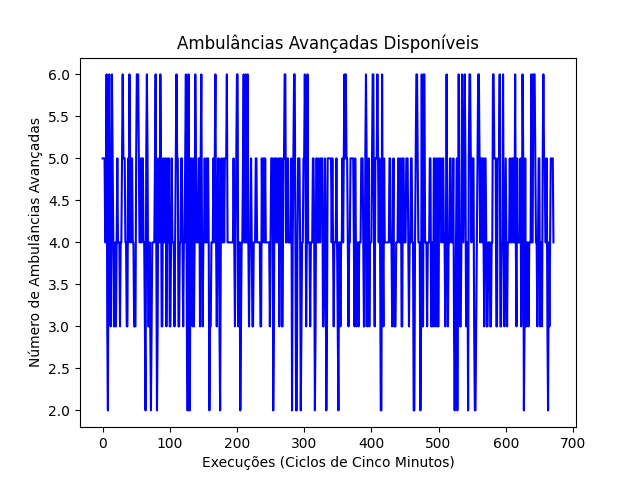 Ambulâncias Avançadas Disponíveis
6.0
5.5
5.0
4.5
4.0
3.5
3.0
2.5
2.0
Número de Ambulâncias Avançadas
0 100 200 300 400 500 600 700
Execuções (Ciclos de Cinco Minutos)